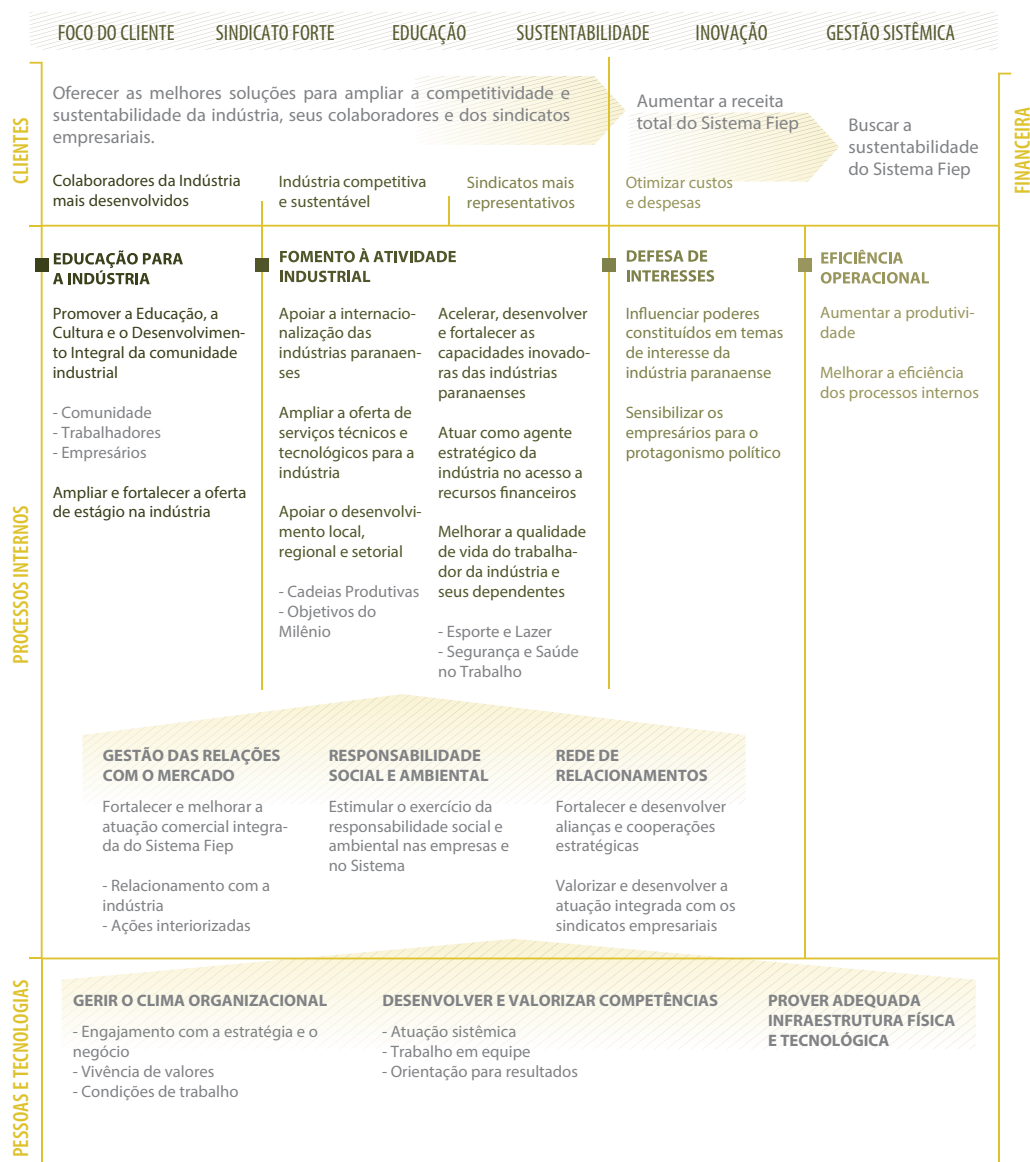 FOCO DO CLIENTE
SINDICATO FORTE
EDUCAÇÃO
SUSTENTABILIDADE
INOVAÇÃO
GESTÃO SISTÊMICA
CLIENTES
Oferecer as melhores soluções para ampliar a competitividade e
sustentabilidade da indústria, seus colaboradores e dos sindicatos
empresariais.
Aumentar a receita
total do Sistema Fiep
Buscar a
sustentabilidade
do Sistema Fiep
FINANCEIRA
Colaboradores da Indústria
mais desenvolvidos
Indústria competitiva
e sustentável
Sindicatos mais
representativos
Otimizar custos
e despesas
PROCESSOS INTERNOS
EDUCAÇÃO PARA
A INDÚSTRIA
Promover a Educação, a
Cultura e o Desenvolvimen-
to Integral da comunidade
industrial
- Comunidade
- Trabalhadores
- Empresários
Ampliar e fortalecer a oferta
de estágio na indústria
FOMENTO À ATIVIDADE
INDUSTRIAL
Apoiar a internacio-
nalização das
indústrias paranaen-
ses
Ampliar a oferta de
serviços técnicos e
tecnológicos para a
indústria
Apoiar o desenvolvi-
mento local,
regional e setorial
- Cadeias Produtivas
- Objetivos do
Milênio
Acelerar, desenvolver
e fortalecer as
capacidades inovado-
ras das indústrias
paranaenses
Atuar como agente
estratégico da
indústria no acesso a
recursos financeiros
Melhorar a qualidade
de vida do trabalha-
dor da indústria e
seus dependentes
- Esporte e Lazer
- Segurança e Saúde
no Trabalho
DEFESA DE
INTERESSES
Influenciar poderes
constituídos em temas
de interesse da
indústria paranaense
Sensibilizar os
empresários para o
protagonismo político
EFICIÊNCIA
OPERACIONAL
Aumentar a produtivi-
dade
Melhorar a eficiência
dos processos internos
GESTÃO DAS RELAÇÕES
COM O MERCADO
Fortalecer e melhorar a
atuação comercial integra-
da do Sistema Fiep
- Relacionamento com a
indústria
- Ações interiorizadas
RESPONSABILIDADE
SOCIAL E AMBIENTAL
Estimular o exercício da
responsabilidade social e
ambiental nas empresas e
no Sistema
REDE DE
RELACIONAMENTOS
Fortalecer e desenvolver
alianças e cooperações
estratégicas
Valorizar e desenvolver a
atuação integrada com os
sindicatos empresariais
PESSOAS E TECNOLOGIAS
GERIR O CLIMA ORGANIZACIONAL
- Engajamento com a estratégia e o
negócio
- Vivência de valores
- Condições de trabalho
DESENVOLVER E VALORIZAR COMPETÊNCIAS
- Atuação sistêmica
- Trabalho em equipe
- Orientação para resultados
PROVER ADEQUADA
INFRAESTRUTURA FÍSICA
E TECNOLÓGICA